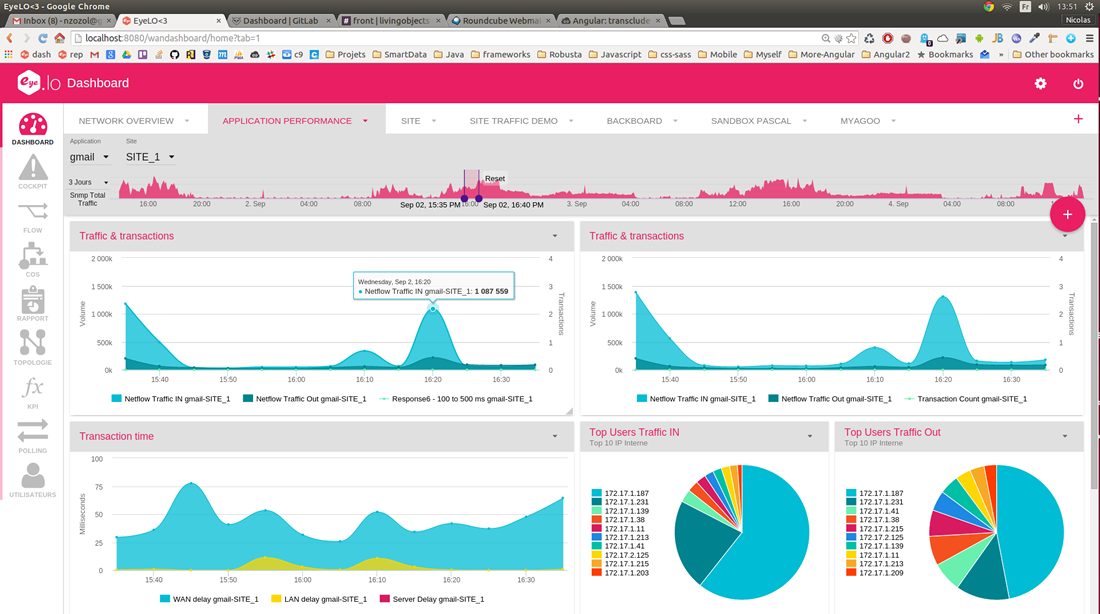 EyeLO<3 - Google Chrome
Fr 13:51
Inbox (8) - nzozol@g
EyeLO<3
Dashboard | GitLab
front | livingobjects
Roundcube Webmail
Angular: transclude
Nicolas
localhost:8080/wandashboard/home?tab=1
dash
rep
c9
Projets
SmartData
Java
frameworks
Robusta
Javascript
css-sass
Mobile
Myself
More-Angular
Angular2
Bookmarks
»
Other bookmarks
eye.io Dashboard
NETWORK OVERVIEW
APPLICATION PERFORMANCE
SITE
SITE TRAFFIC DEMO
BACKBOARD
SANDBOX PASCAL
MYAGOO
+
DASHBOARD
COCKPIT
FLOW
COS
RAPPORT
TOPOLOGIE
fx
KPI
POLLING
UTILISATEURS
Application
Site
gmail
SITE_1
3 Jours
Snmp Total
Traffic
Reset
16:00 20:00 2. Sep 04:00 08:00 Sep 02, 15:35 PM 16:00 Sep 02, 16:40 PM 3. Sep 04:00 08:00 12:00 16:00 20:00 4. Sep 04:00 08:00
+
Traffic & transactions
2 000k
1 500k
1 000k
500k
0k
Volume
4
3
2
1
0
Transactions
Wednesday, Sep 2, 16:20
Netflow Traffic IN gmail-SITE_1: 1 087 559
15:40 15:50 16:00 16:10 16:20 16:30
Netflow Traffic IN gmail-SITE_1 Netflow Traffic Out gmail-SITE_1 Response6 - 100 to 500 ms gmail-SITE_1
Traffic & transactions
2 000k
1 500k
1 000k
500k
0k
Volume
4
3
2
1
0
Transactions
15:40 15:50 16:00 16:10 16:20 16:30
Netflow Traffic IN gmail-SITE_1 Netflow Traffic Out gmail-SITE_1 Transaction Count gmail-SITE_1
Transaction time
100
75
50
25
0
Milliseconds
15:40 15:50 16:00 16:10 16:20 16:30
WAN delay gmail-SITE_1 LAN delay gmail-SITE_1 Server Delay gmail-SITE_1
Top Users Traffic IN
Top 10 IP Interne
172.17.1.187
172.17.1.231
172.17.1.139
172.17.1.38
172.17.1.11
172.17.1.213
172.17.1.41
172.17.2.125
172.17.1.215
172.17.1.203
Top Users Traffic Out
Top 10 IP Interne
172.17.1.187
172.17.1.231
172.17.1.41
172.17.1.38
172.17.1.215
172.17.2.125
172.17.1.139
172.17.1.11
172.17.1.213
172.17.1.209